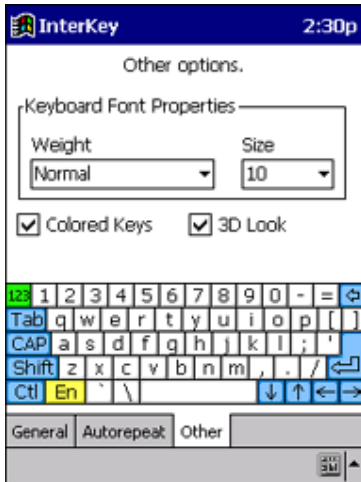 InterKey 2:30p
Other options.
Keyboard Font Properties
Weight Size
Normal 10
Colored Keys 3D Look
123 1 2 3 4 5 6 7 8 9 0 - =
Tab q w e r t y u i o p [ ]
CAP a s d f g h j k l ; '
Shift z x c v b n m , . /
Ctl En ` \
General Autorepeat Other